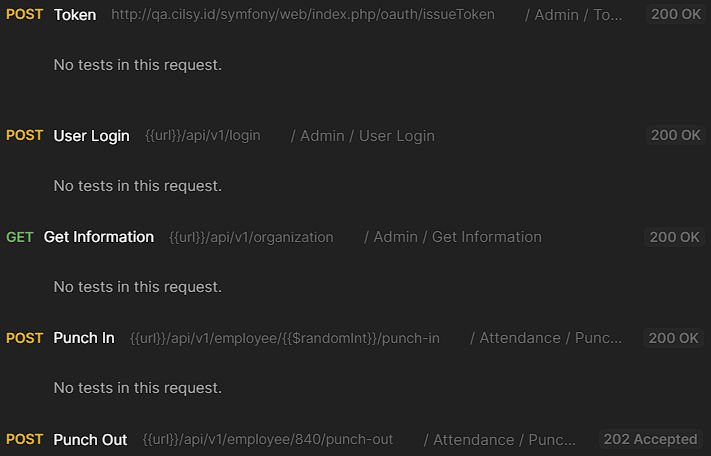 POST Token http://qa.cilsy.id/symfony/web/index.php/oauth/issueToken / Admin / To... 200 OK
No tests in this request.
POST User Login {{url}}/api/v1/login / Admin / User Login 200 OK
No tests in this request.
GET Get Information {{url}}/api/v1/organization / Admin / Get Information 200 OK
No tests in this request.
POST Punch In {{url}}/api/v1/employee/{{$randomInt}}/punch-in / Attendance / Punc... 200 OK
No tests in this request.
POST Punch Out {{url}}/api/v1/employee/840/punch-out / Attendance / Punc... 202 Accepted